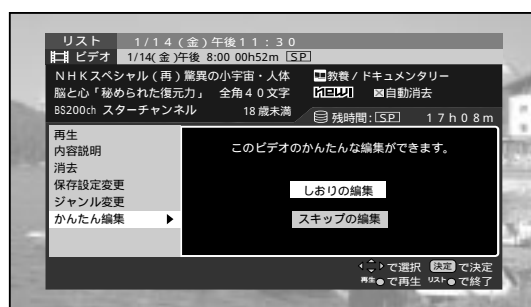 リスト 1/14(金)午後11:30
ビデオ 1/14(金)午後 8:00 00h52m SP
NHKスペシャル(再)驚異の小宇宙・人体 教養/ドキュメンタリー
脳と心「秘められた復元力」 全角40文字 NEW 自動消去
BS200ch スターチャンネル 18歳未満 残時間:SP 17h08m
再生
内容説明
消去
保存設定変更
ジャンル変更
かんたん編集
このビデオのかんたんな編集ができます。
しおりの編集
スキップの編集
で選択 決定 で決定
再生 で再生 リスト で終了